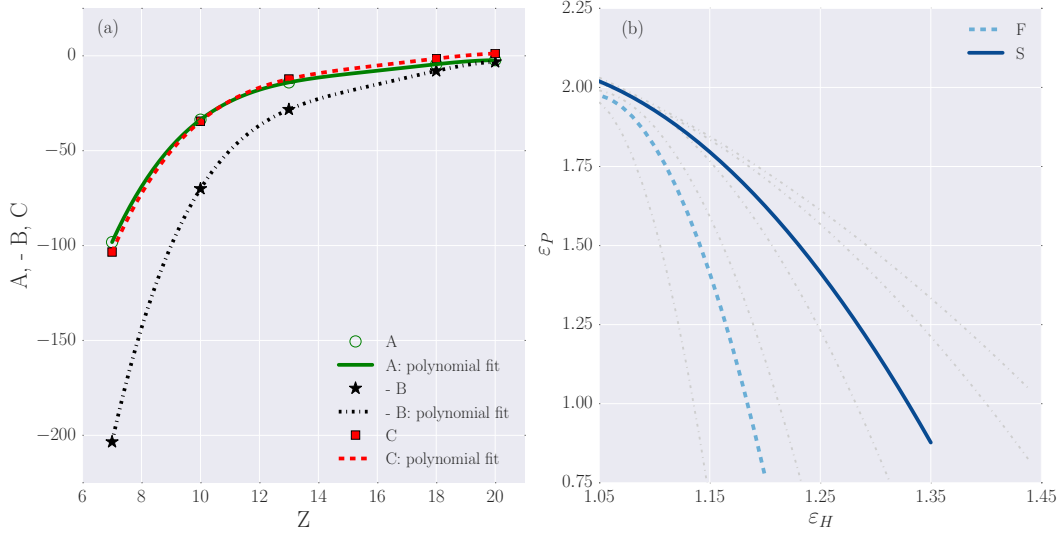 (a)
0
−50
−100
−150
−200
A, - B, C
6
8
10
12
14
16
18
20
Z
A
A: polynomial fit
- B
- B: polynomial fit
C
C: polynomial fit
(b)
2.25
2.00
1.75
1.50
1.25
1.00
0.75
ε_P
1.05
1.15
1.25
1.35
1.45
ε_H
F
S